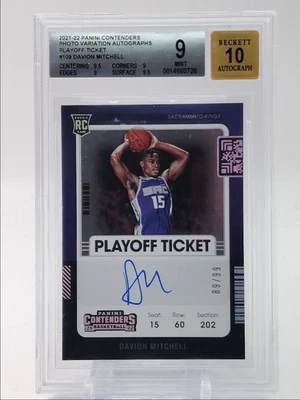 2021-22 PANINI CONTENDERS
PHOTO VARIATION AUTOGRAPHS
PLAYOFF TICKET
#109 DAVION MITCHELL
CENTERING 9.5 CORNERS 9
EDGES 9 SURFACE 9.5
9
MINT
0014660726
BECKETT
10
AUTOGRAPH
RC
SACRAMENTO KINGS
SAC
15
PLAYOFF TICKET
89/99
PANINI
CONTENDERS
BASKETBALL
Seat: Row: Section:
15 60 202
DAVION MITCHELL